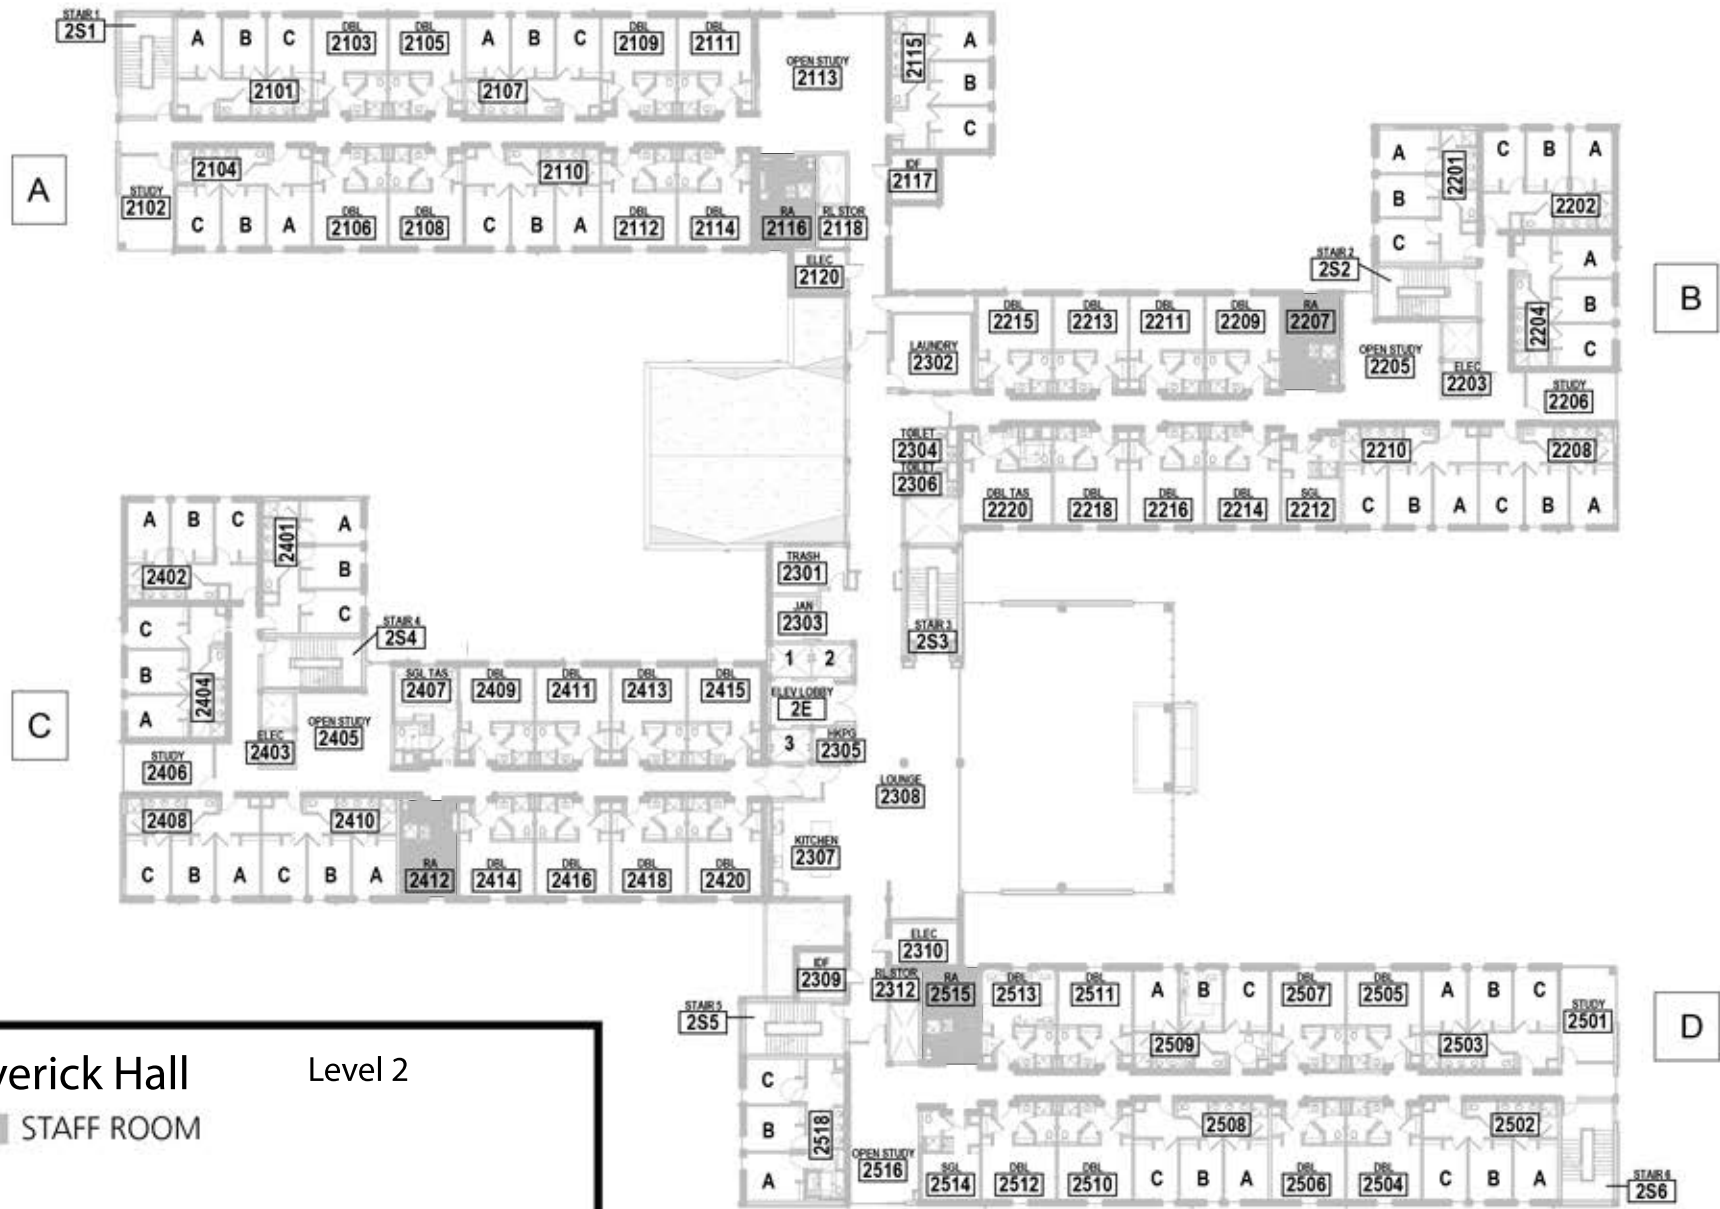 STAIR 1
2S1
A B C
DBL
2103
DBL
2105
A B C
DBL
2109
DBL
2111
2101
2107
OPEN STUDY
2113
2115
A
B
C
A
STUDY
2102
2104
C B A
DBL
2106
DBL
2108
2110
C B A
DBL
2112
DBL
2114
RA
2116
RL STOR
2118
IDF
2117
ELEC
2120
A
B
C
2201
C B A
2202
STAIR 2
2S2
A
B
C
2204
B
LAUNDRY
2302
DBL
2215
DBL
2213
DBL
2211
DBL
2209
RA
2207
OPEN STUDY
2205
ELEC
2203
STUDY
2206
TOILET
2304
TOILET
2306
DBL TAS
2220
DBL
2218
DBL
2216
DBL
2214
SGL
2212
2210
C B A
2208
C B A
A B C
2402
2401
A
B
C
C
B
A
2404
STAIR 4
2S4
TRASH
2301
JAN
2303
1 2
ELEV LOBBY
2E
3
HKPG
2305
STAIR 3
2S3
C
SGL TAS
2407
DBL
2409
DBL
2411
DBL
2413
DBL
2415
OPEN STUDY
2405
ELEC
2403
STUDY
2406
LOUNGE
2308
2408
C B A
2410
C B A
RA
2412
DBL
2414
DBL
2416
DBL
2418
DBL
2420
KITCHEN
2307
ELEC
2310
IDF
2309
RL STOR
2312
RA
2515
DBL
2513
DBL
2511
A B C
2509
DBL
2507
DBL
2505
A B C
2503
STUDY
2501
D
STAIR 5
2S5
C
B
A
2518
OPEN STUDY
2516
SGL
2514
DBL
2512
DBL
2510
2508
C B A
DBL
2506
DBL
2504
2502
C B A
STAIR 6
2S6
verick Hall Level 2
STAFF ROOM